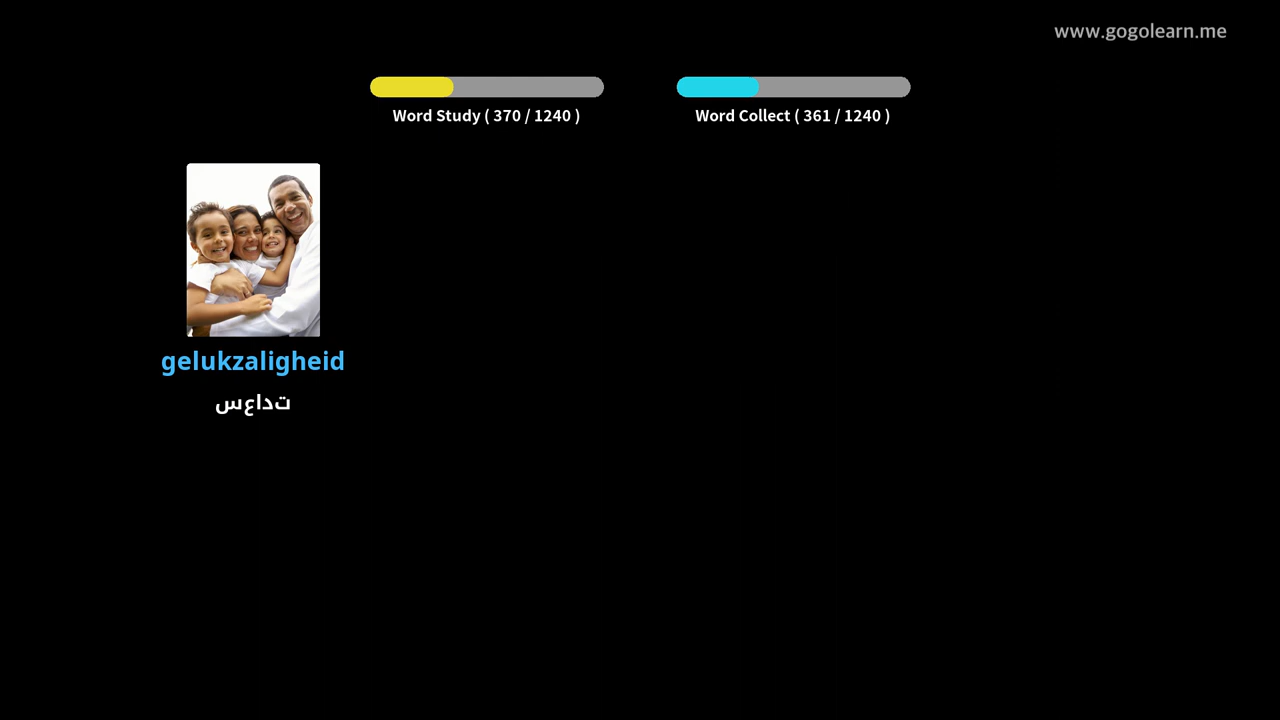 www.gogolearn.me
Word Study ( 370 / 1240 )
Word Collect ( 361 / 1240 )
gelukzaligheid
تداعس